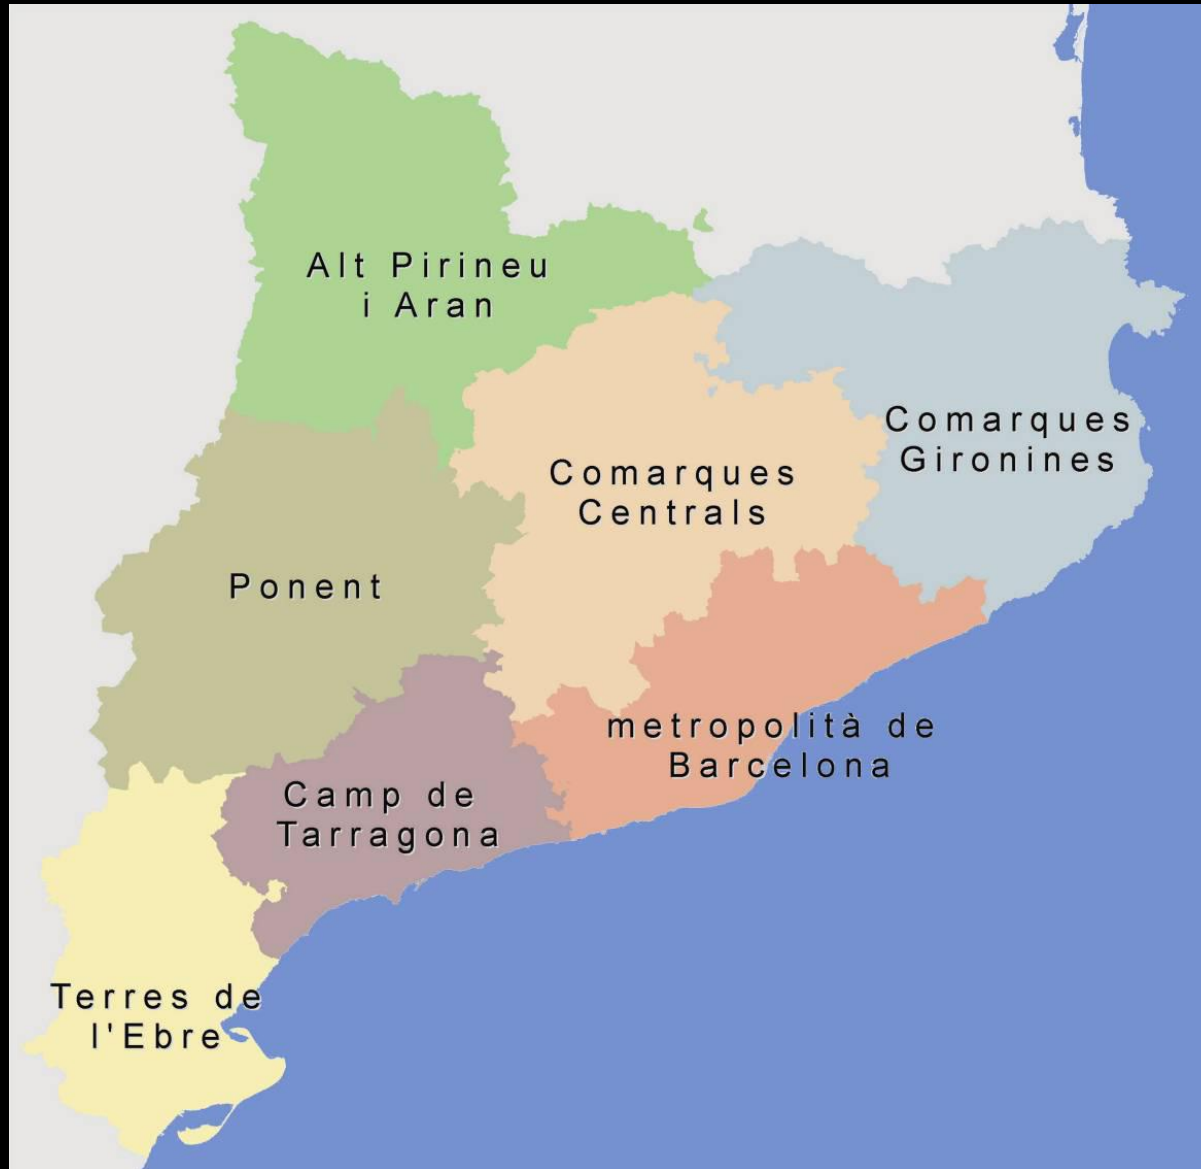 Alt Pirineu
i Aran
Comarques
Gironines
Comarques
Centrals
Ponent
metropolità de
Barcelona
Camp de
Tarragona
Terres de
l'Ebre